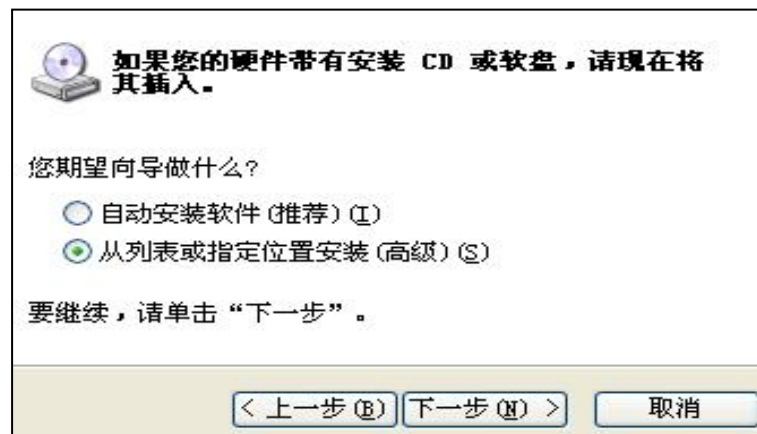 如果您的硬件带有安装 CD 或软盘，请现在将
其插入。
您期望向导做什么?
自动安装软件(推荐)(I)
从列表或指定位置安装(高级)(S)
要继续，请单击“下一步”。
< 上一步(B) 下一步(N) > 取消